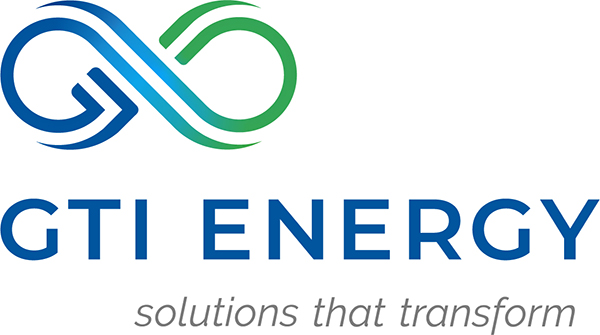 GTI ENERGY
solutions that transform